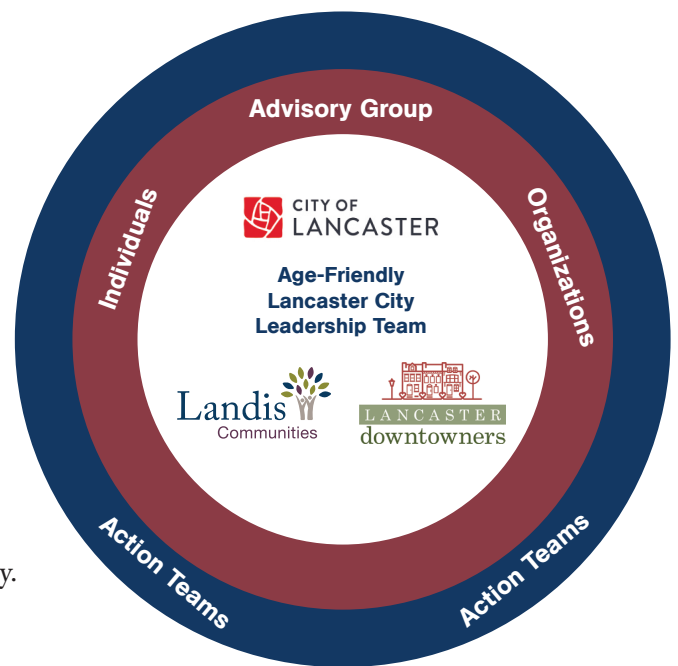 Advisory Group
Individuals
Organizations
CITY OF
LANCASTER
Age-Friendly
Lancaster City
Leadership Team
Landis
Communities
LANCASTER
downtowners
y.
Action Teams
Action Teams